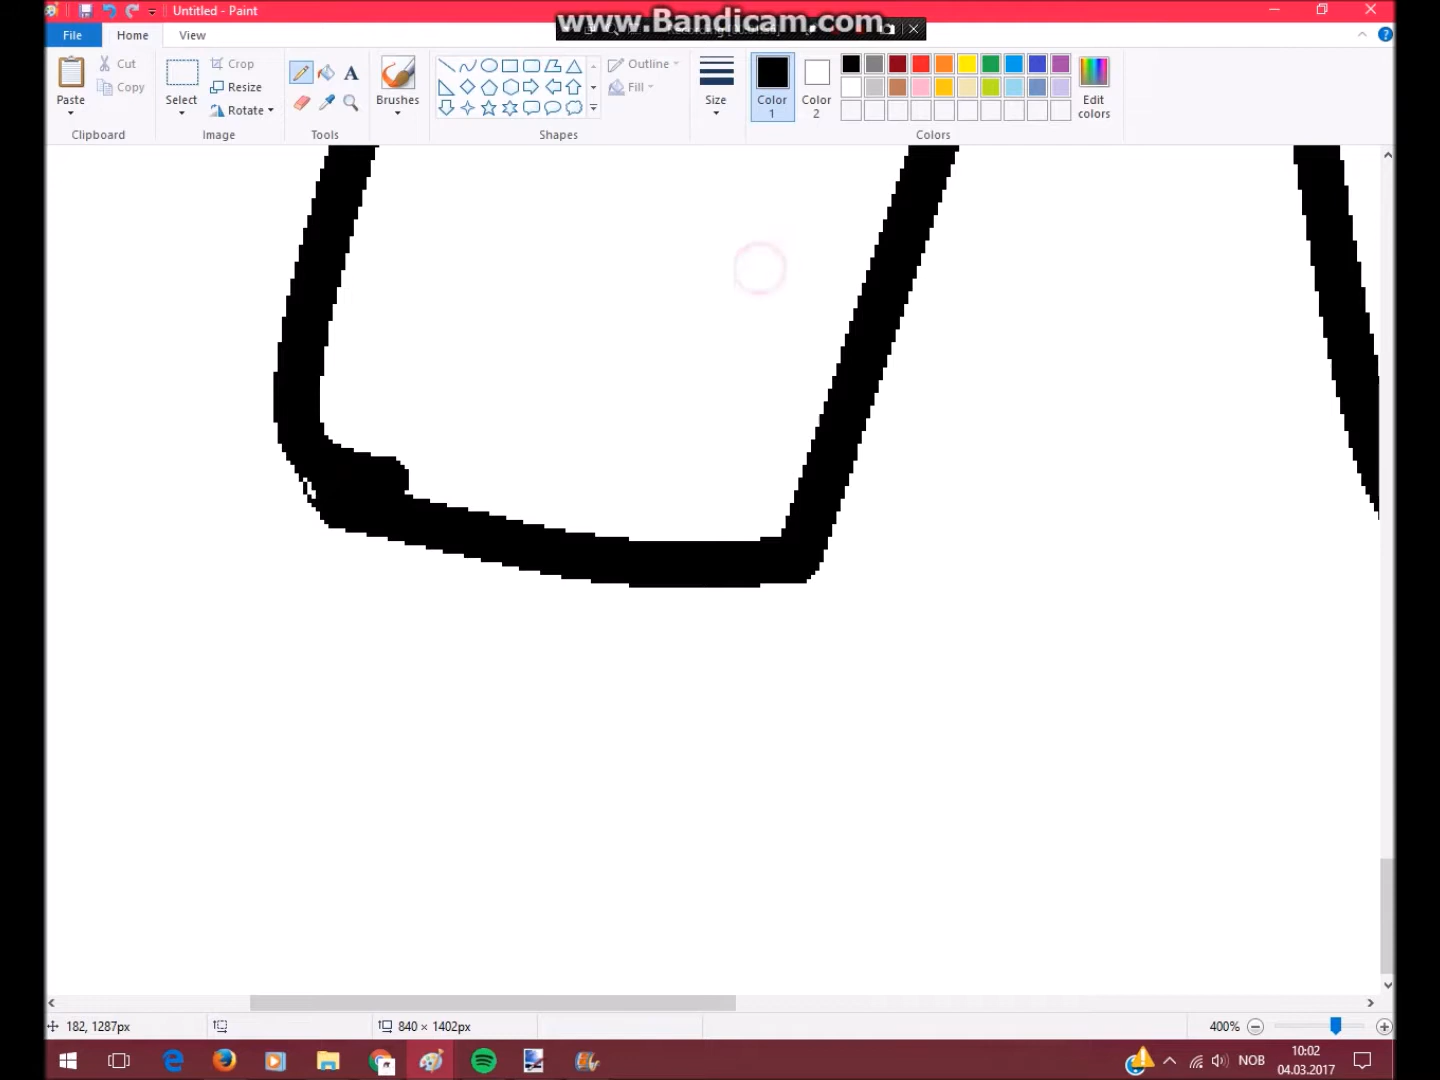 Untitled - Paint
www.Bandicam.com
File
Home
View
Paste
Cut
Copy
Clipboard
Select
Crop
Resize
Rotate
Image
Tools
Brushes
Shapes
Outline
Fill
Size
Color 1
Color 2
Edit colors
Colors
182, 1287px
840 × 1402px
400%
NOB
10:02
04.03.2017